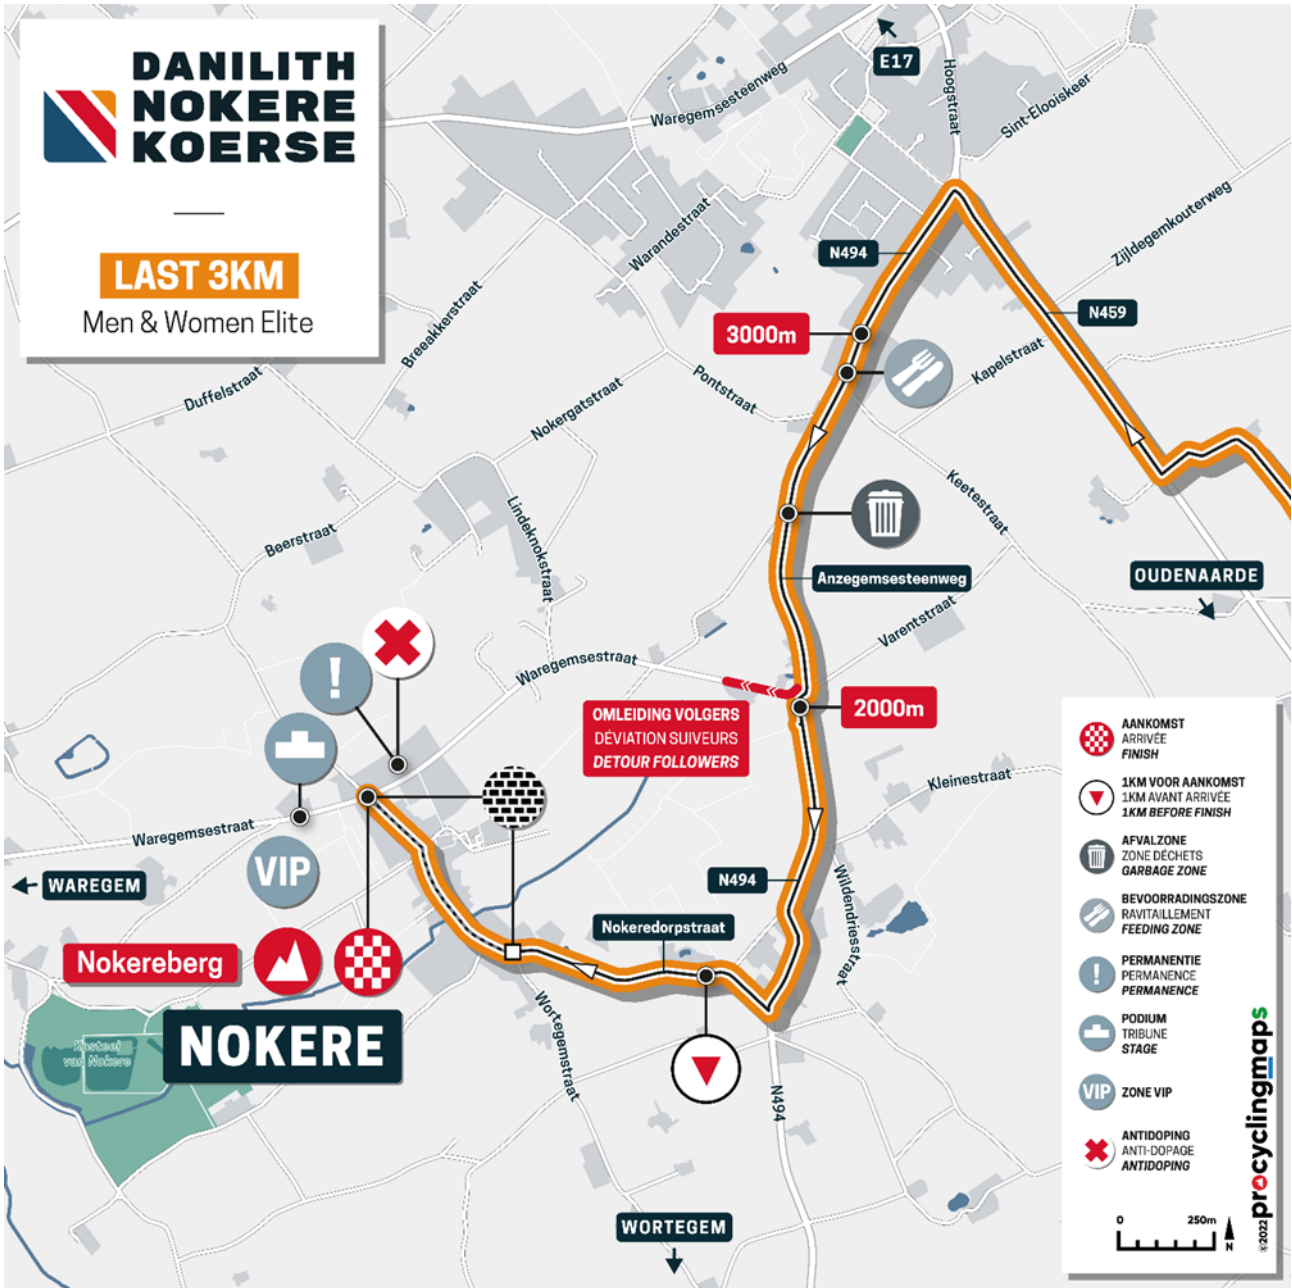 DANILITH
NOKERE
KOERSE
LAST 3KM
Men & Women Elite
E17
Hoogstraat
Waregemsesteenweg
Sint-Elooiskeer
Zijldegemkouterweg
Warandestraat
N494
N459
3000m
Breeakkerstraat
Kapelstraat
Duffelstraat
Pontstraat
Nokergatstraat
Keetestraat
Lindeknokstraat
Beerstraat
Anzegemsesteenweg
OUDENAARDE
Varentstraat
Waregemsestraat
2000m
OMLEIDING VOLGERS
DÉVIATION SUIVEURS
DETOUR FOLLOWERS
Kleinestraat
Waregemsestraat
WAREGEM
VIP
N494
Wildendriesstraat
Nokeredorpstraat
Nokereberg
NOKERE
Kasteel
van Nokere
Wortegemstraat
N494
WORTEGEM
AANKOMST
ARRIVÉE
FINISH
1KM VOOR AANKOMST
1KM AVANT ARRIVÉE
1KM BEFORE FINISH
AFVALZONE
ZONE DÉCHETS
GARBAGE ZONE
BEVOORRADINGSZONE
RAVITAILLEMENT
FEEDING ZONE
PERMANENTIE
PERMANENCE
PERMANENCE
PODIUM
TRIBUNE
STAGE
VIP
ZONE VIP
ANTIDOPING
ANTI-DOPAGE
ANTIDOPING
0 250m
N
©2022 procyclingmaps